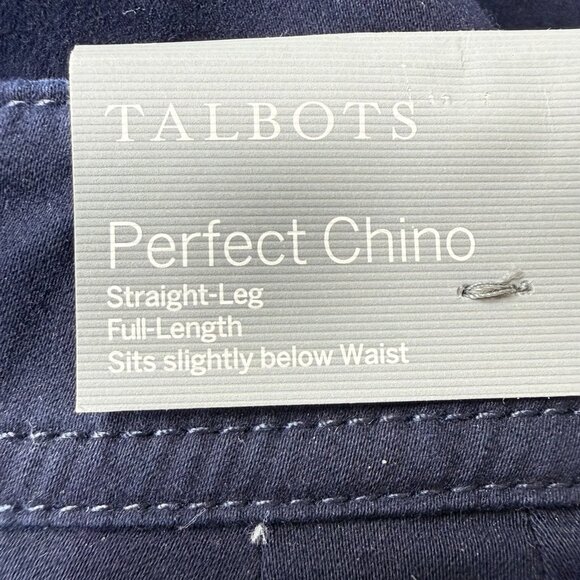 TALBOTS
Perfect Chino
Straight-Leg
Full-Length
Sits slightly below Waist